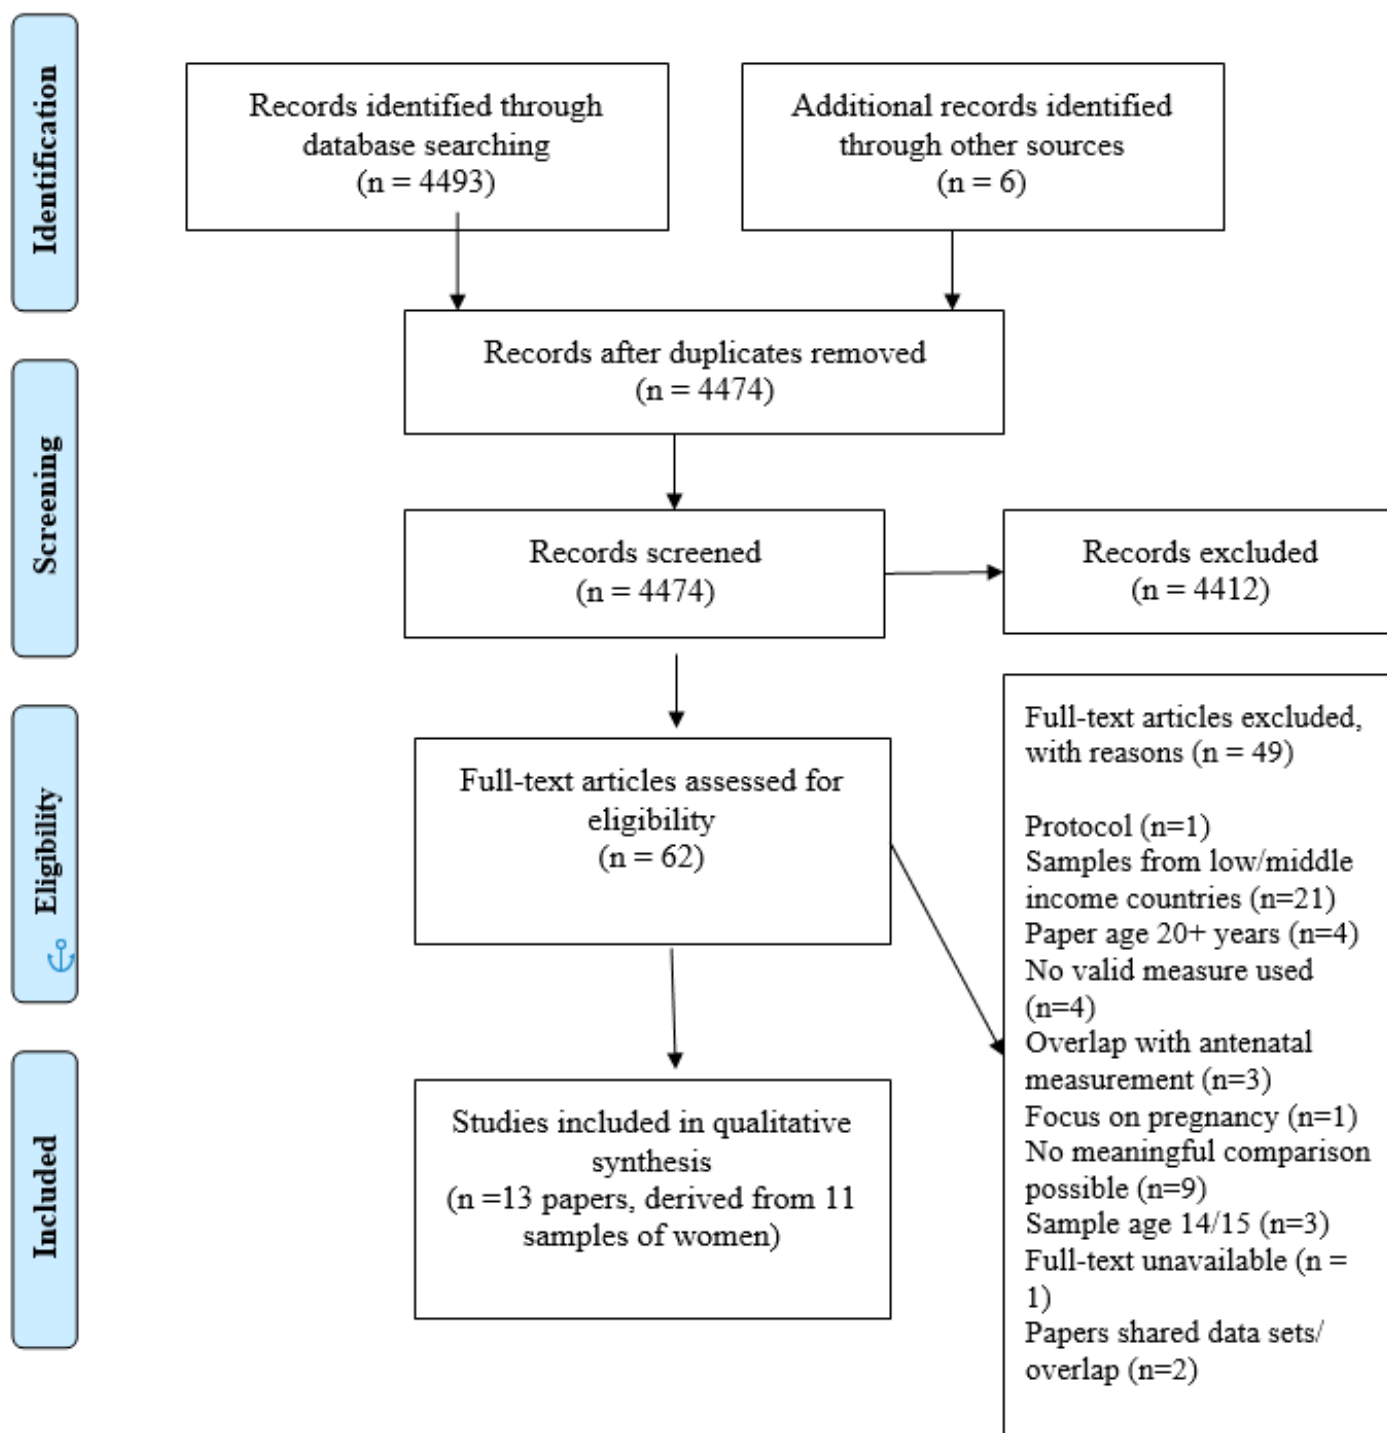 Identification
Records identified through
database searching
(n = 4493)
Additional records identified
through other sources
(n = 6)
Records after duplicates removed
(n = 4474)
Screening
Records screened
(n = 4474)
Records excluded
(n = 4412)
Eligibility
Full-text articles assessed for
eligibility
(n = 62)
Full-text articles excluded,
with reasons (n = 49)
Protocol (n=1)
Samples from low/middle
income countries (n=21)
Paper age 20+ years (n=4)
No valid measure used
(n=4)
Overlap with antenatal
measurement (n=3)
Focus on pregnancy (n=1)
No meaningful comparison
possible (n=9)
Sample age 14/15 (n=3)
Full-text unavailable (n =
1)
Papers shared data sets/
overlap (n=2)
Included
Studies included in qualitative
synthesis
(n =13 papers, derived from 11
samples of women)